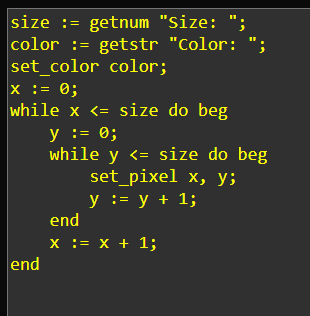 size := getnum "Size: ";
color := getstr "Color: ";
set_color color;
x := 0;
while x <= size do beg
    y := 0;
    while y <= size do beg
        set_pixel x, y;
        y := y + 1;
    end
    x := x + 1;
end